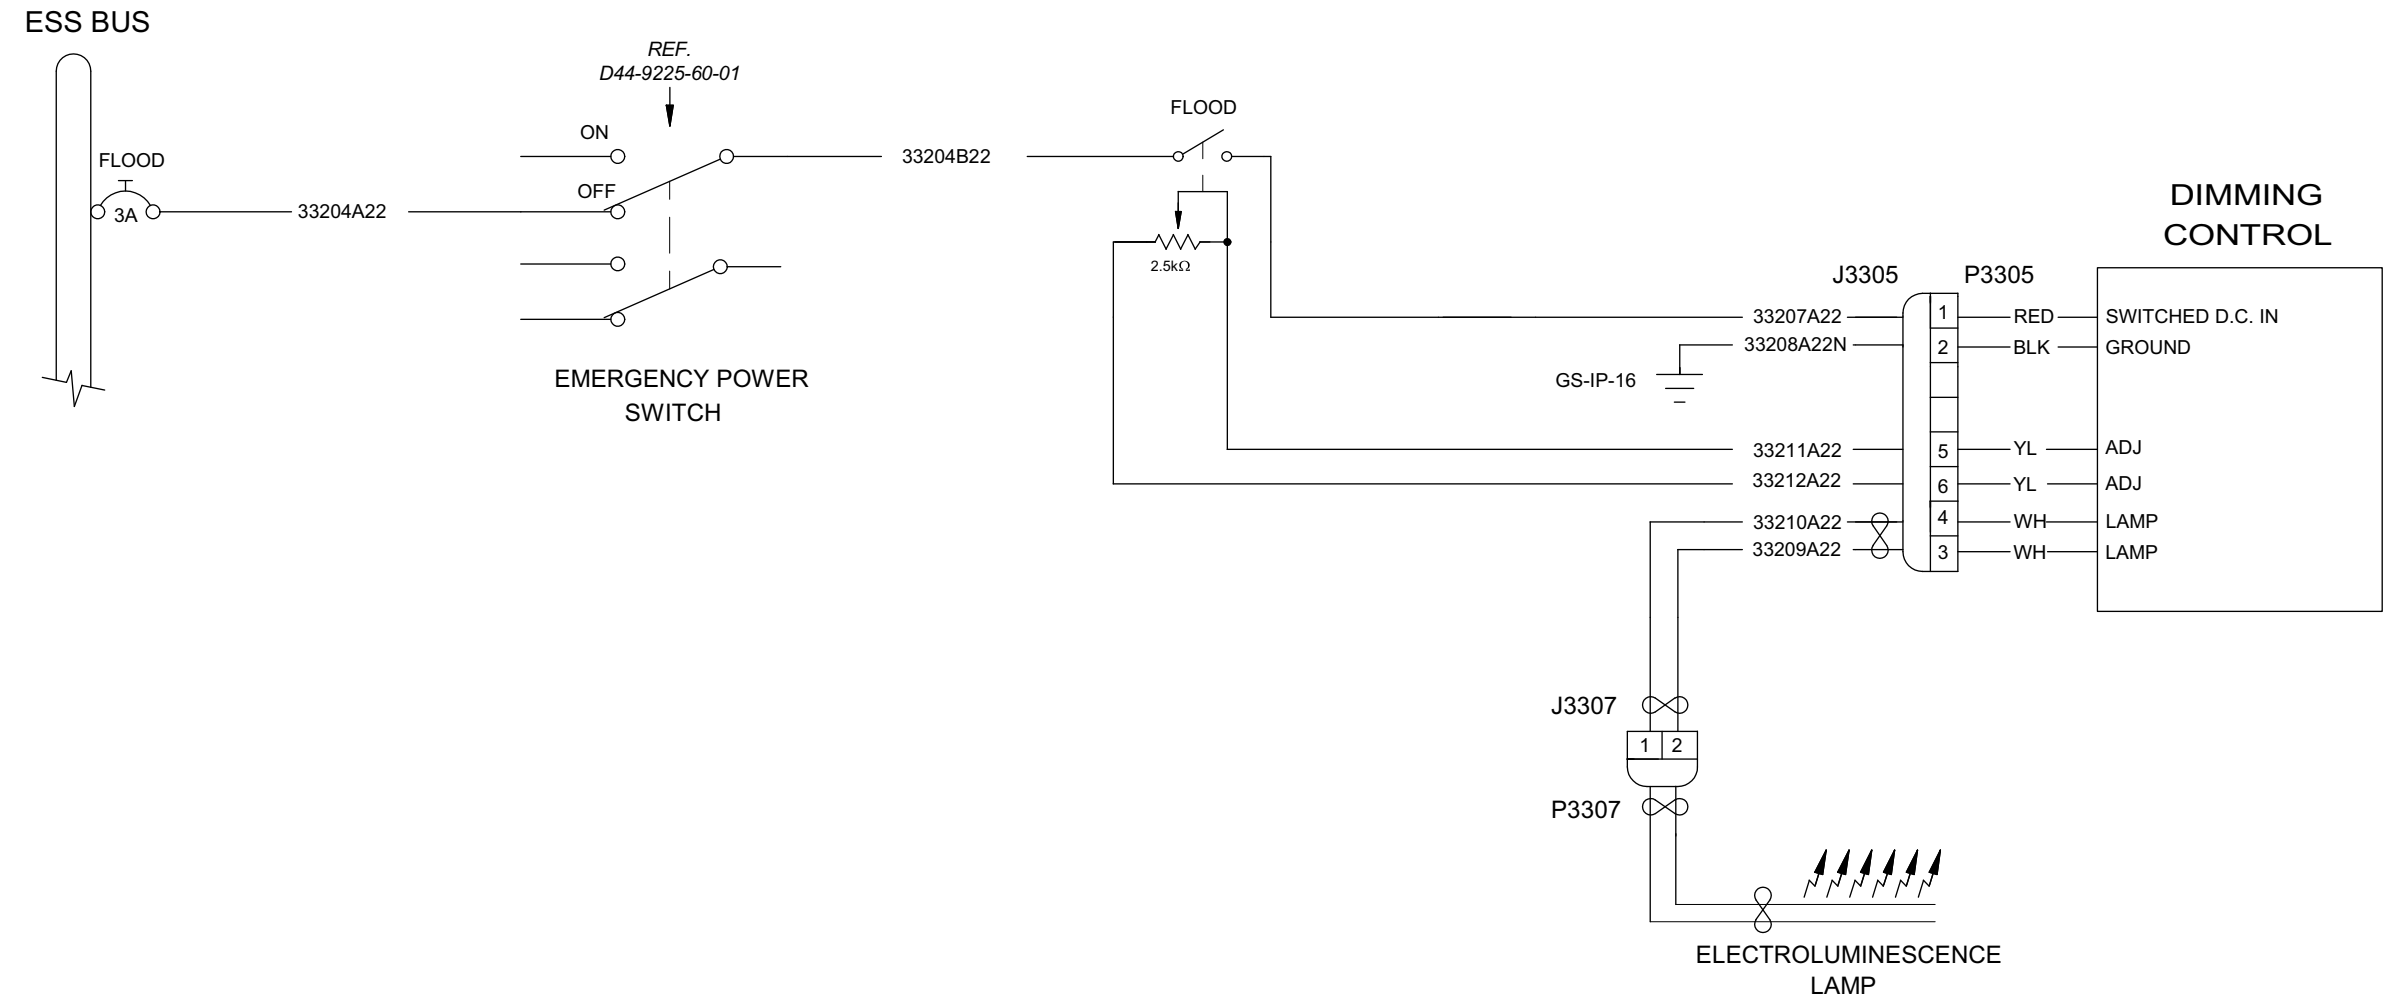 ESS BUS
REF.
D44-9225-60-01
FLOOD
ON
FLOOD
33204B22
OFF
3A
33204A22
2.5kΩ
EMERGENCY POWER
SWITCH
DIMMING
CONTROL
J3305
P3305
33207A22
1
RED
SWITCHED D.C. IN
33208A22N
2
BLK
GROUND
GS-IP-16
33211A22
5
YL
ADJ
33212A22
6
YL
ADJ
33210A22
4
WH
LAMP
33209A22
3
WH
LAMP
J3307
1 2
P3307
ELECTROLUMINESCENCE
LAMP